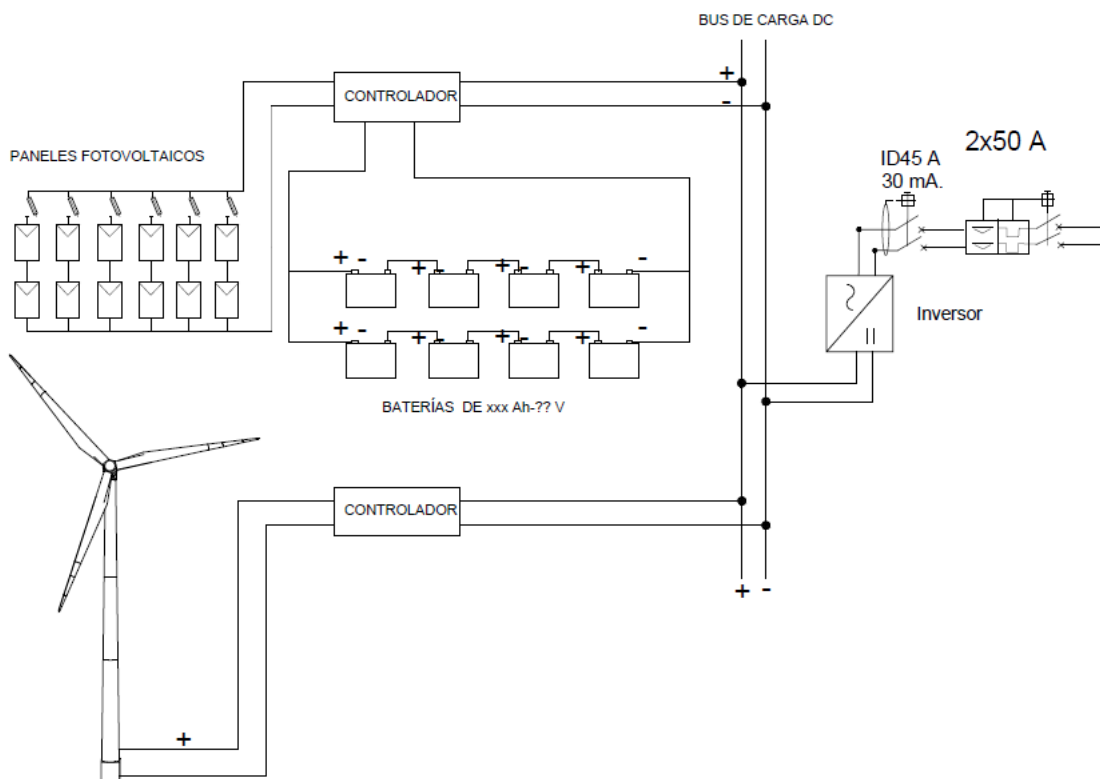 BUS DE CARGA DC
+
CONTROLADOR
-
PANELES FOTOVOLTAICOS
2x50 A
ID45 A
30 mA.
+ - + - + - + -
Inversor
+ - + - + - + -
BATERÍAS DE xxx Ah-?? V
CONTROLADOR
+ -
+